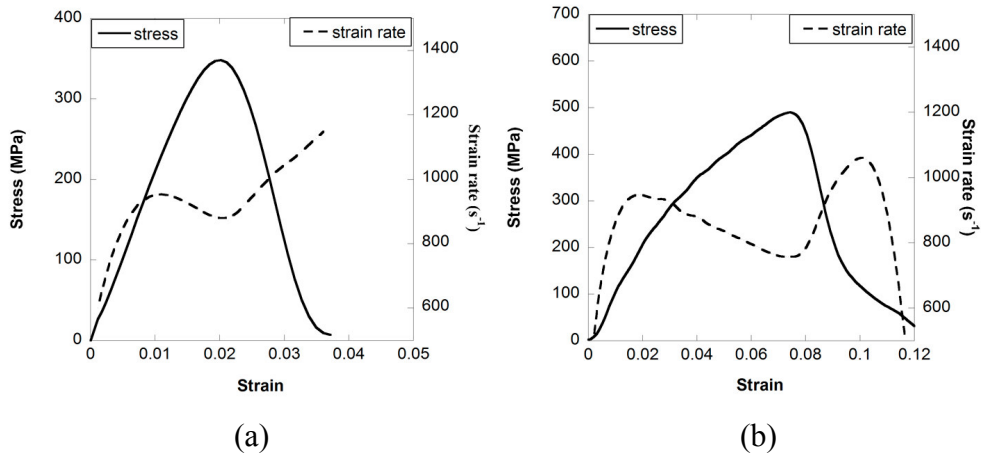 400
300
200
100
0
Stress (MPa)
stress
strain rate
1400
1200
1000
800
600
Strain rate (s⁻¹)
0 0.01 0.02 0.03 0.04 0.05
Strain
(a)
700
600
500
400
300
200
100
0
Stress (MPa)
stress
strain rate
1400
1200
1000
800
600
Strain rate (s⁻¹)
0 0.02 0.04 0.06 0.08 0.1 0.12
Strain
(b)